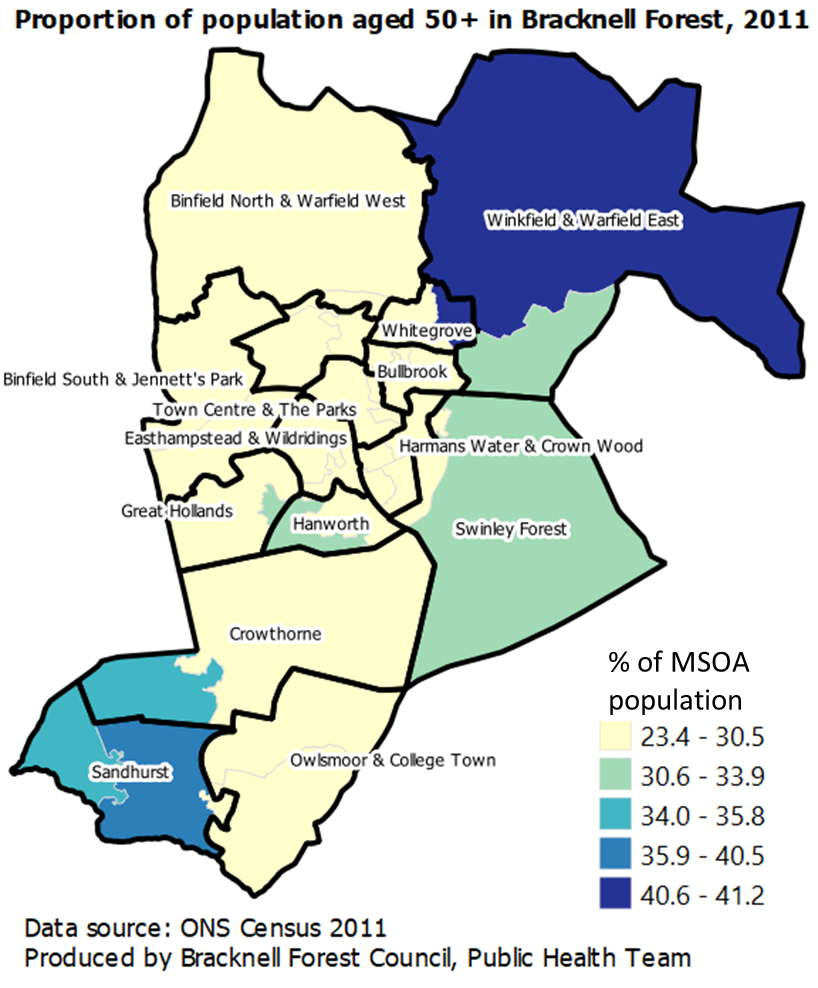 Proportion of population aged 50+ in Bracknell Forest, 2011
Binfield North & Warfield West
Winkfield & Warfield East
Whitegrove
Bullbrook
Binfield South & Jennett's Park
Town Centre & The Parks
Easthampstead & Wildridings
Harmans Water & Crown Wood
Great Hollands
Hanworth
Swinley Forest
Crowthorne
Owlsmoor & College Town
Sandhurst
% of MSOA
population
23.4 - 30.5
30.6 - 33.9
34.0 - 35.8
35.9 - 40.5
40.6 - 41.2
Data source: ONS Census 2011
Produced by Bracknell Forest Council, Public Health Team